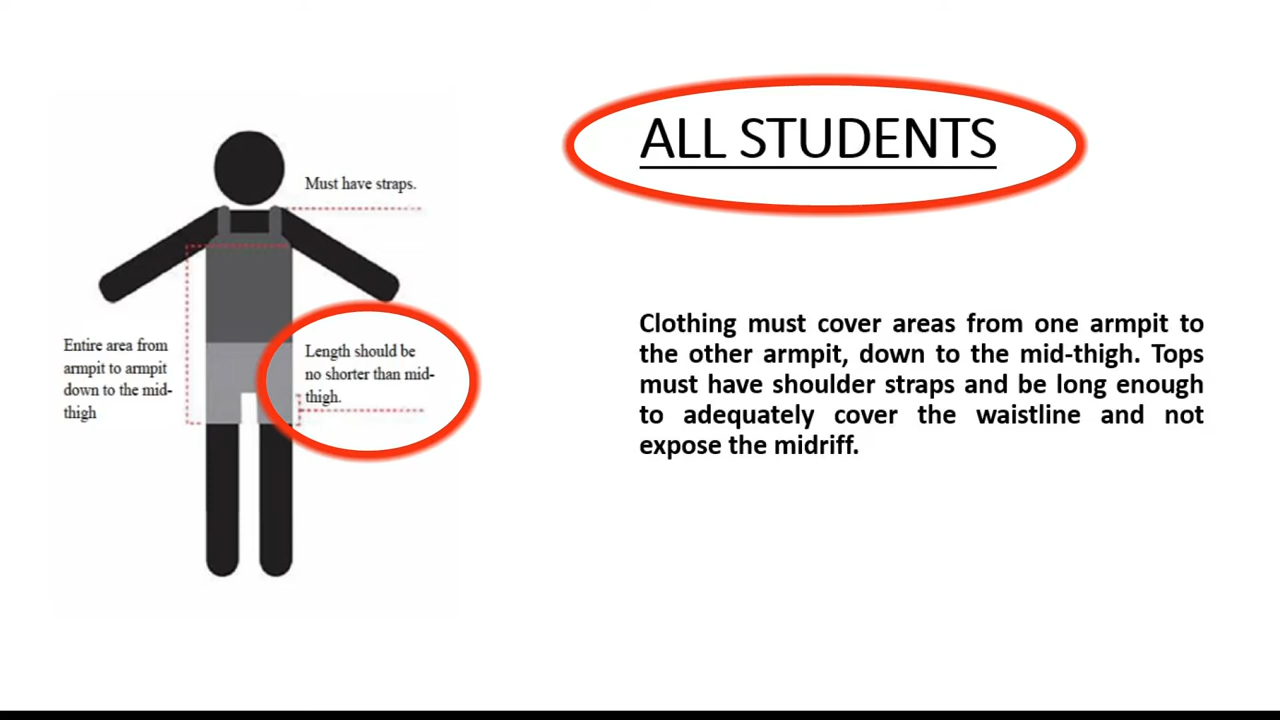 ALL STUDENTS
Must have straps.
Entire area from
armpit to armpit
down to the mid-
thigh
Length should be
no shorter than mid-
thigh.
Clothing must cover areas from one armpit to
the other armpit, down to the mid-thigh. Tops
must have shoulder straps and be long enough
to adequately cover the waistline and not
expose the midriff.